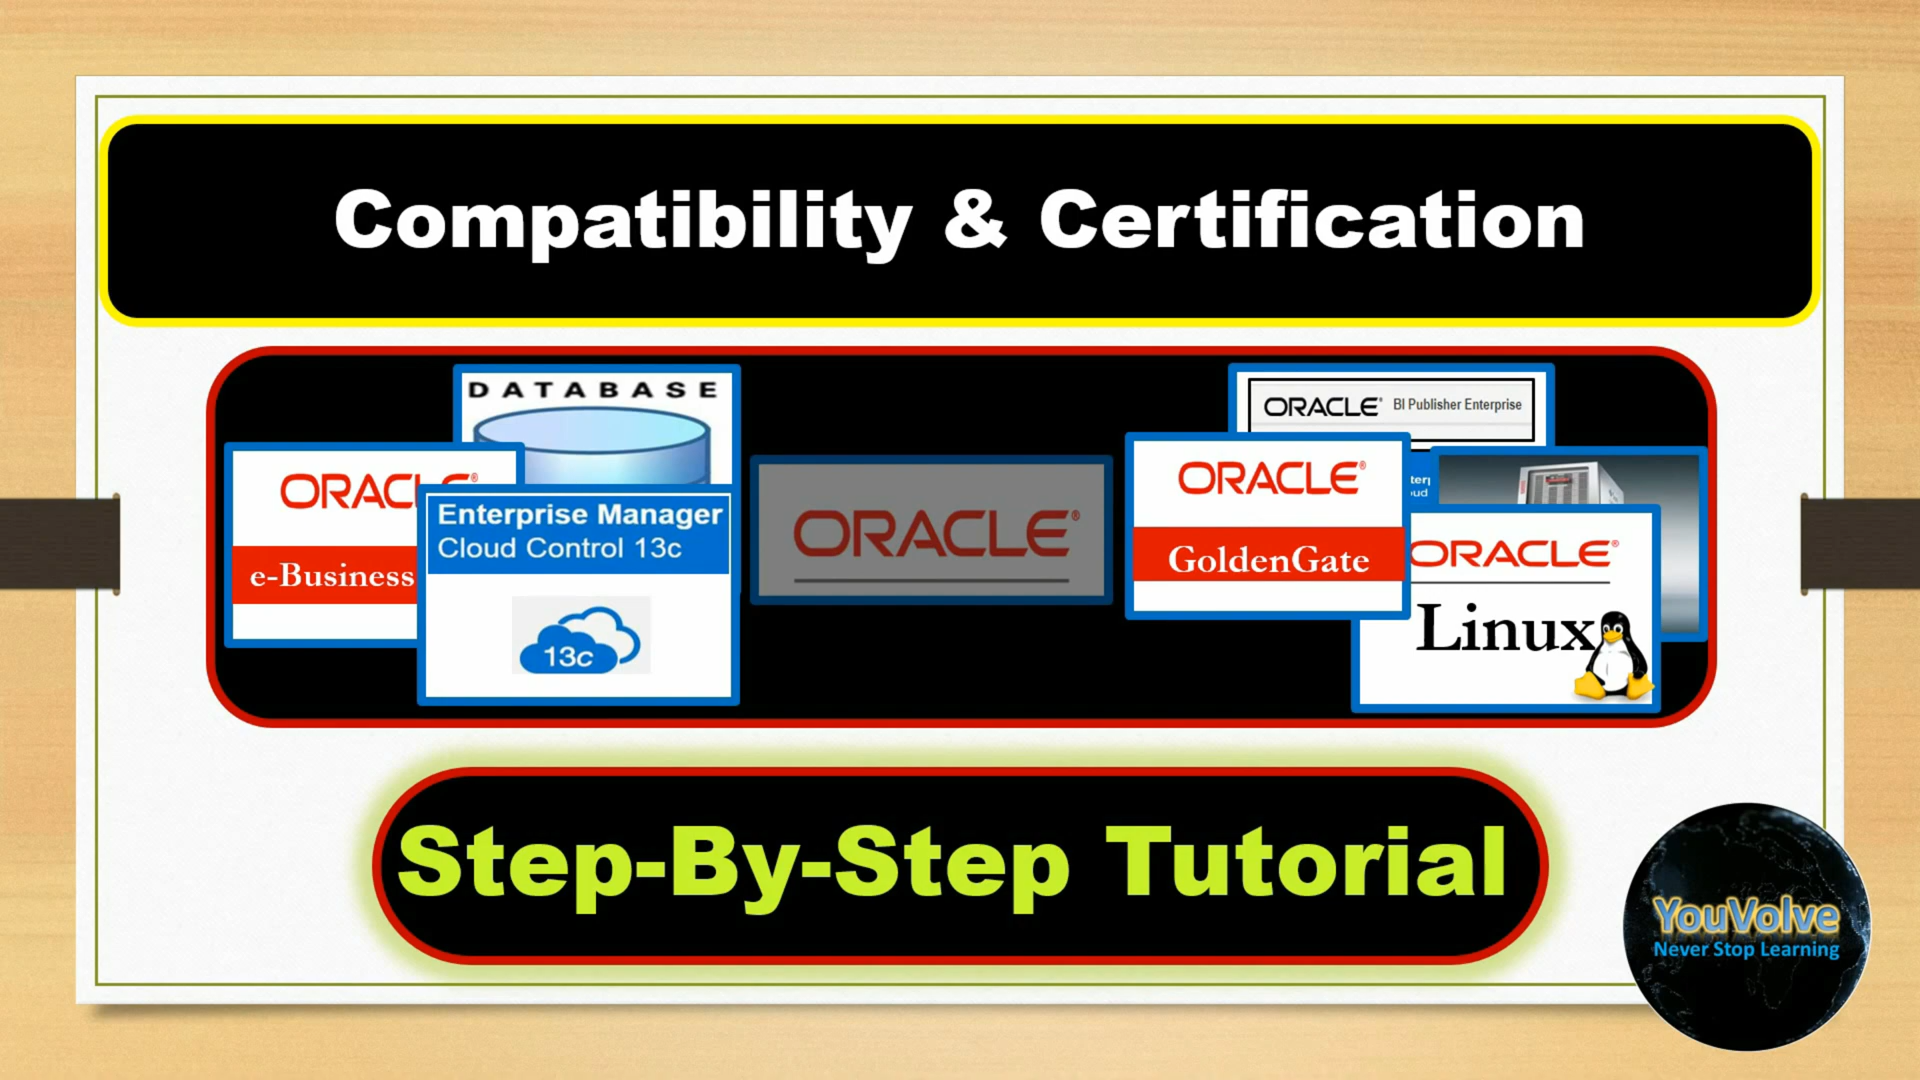 Compatibility & Certification
DATABASE
ORACL
e-Business
Enterprise Manager
Cloud Control 13c
13c
ORACLE®
ORACLE® BI Publisher Enterprise
ORACLE®
GoldenGate
ORACLE®
Linux
Step-By-Step Tutorial
YouVolve
Never Stop Learning